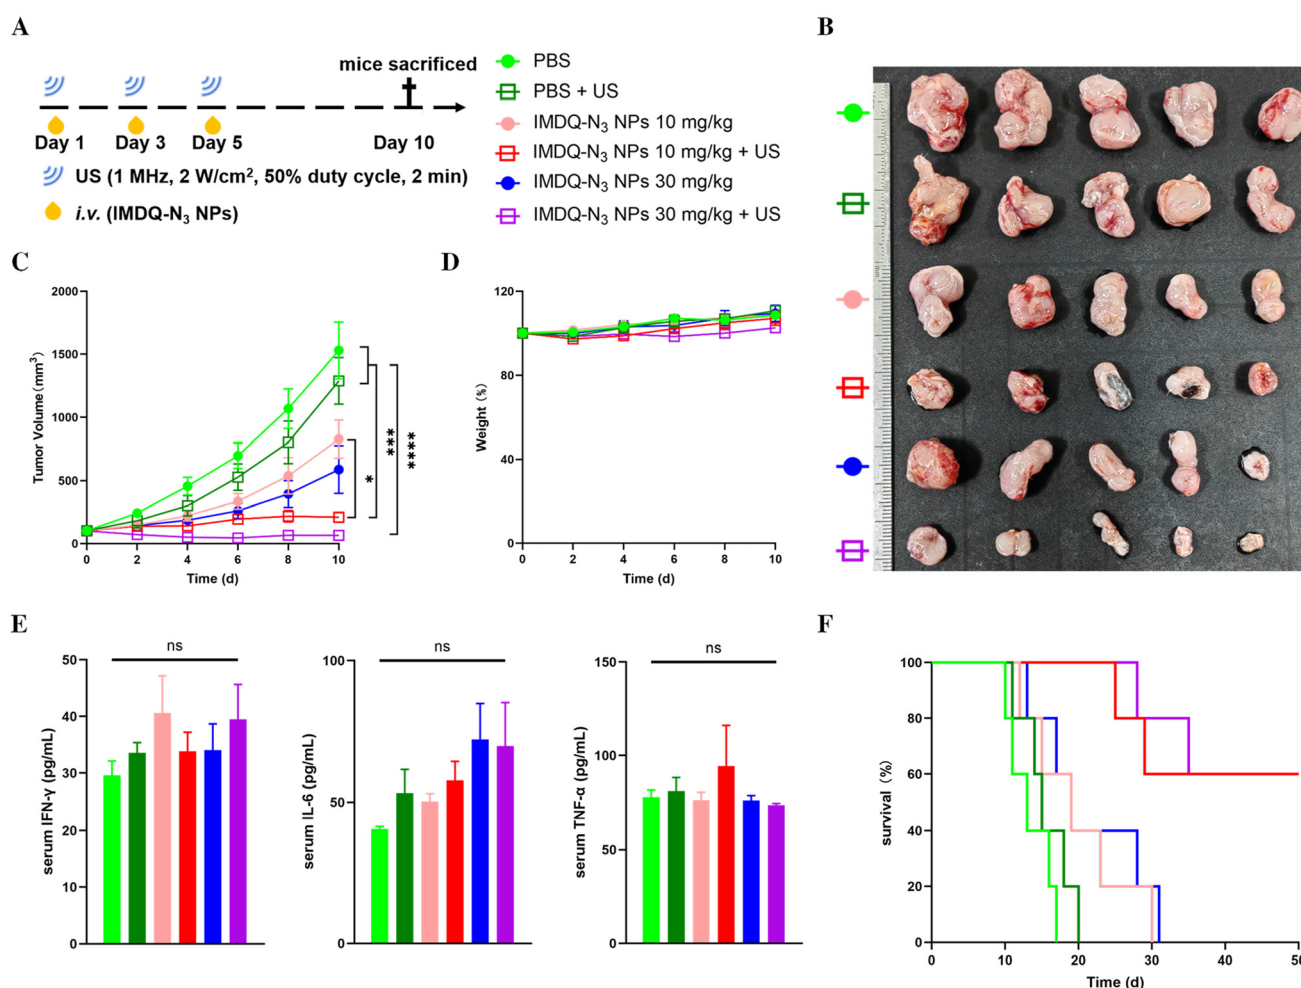 A
B
mice sacrificed
Day 1
Day 3
Day 5
Day 10
US (1 MHz, 2 W/cm², 50% duty cycle, 2 min)
i.v. (IMDQ-N₃ NPs)
PBS
PBS + US
IMDQ-N₃ NPs 10 mg/kg
IMDQ-N₃ NPs 10 mg/kg + US
IMDQ-N₃ NPs 30 mg/kg
IMDQ-N₃ NPs 30 mg/kg + US
C
Tumor Volume(mm³)
2000
1500
1000
500
0
0
2
4
6
8
10
Time (d)
*
***
****
D
Weight (%)
120
80
40
0
0
2
4
6
8
10
Time (d)
E
ns
serum IFN-γ (pg/mL)
50
40
30
20
10
0
ns
serum IL-6 (pg/mL)
100
50
0
ns
serum TNF-α (pg/mL)
150
100
50
0
F
survival (%)
100
80
60
40
20
0
0
10
20
30
40
50
Time (d)